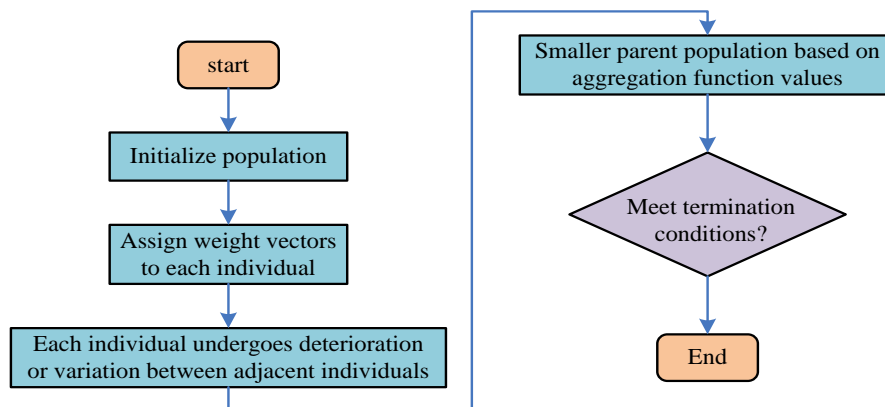 start
Initialize population
Assign weight vectors
to each individual
Each individual undergoes deterioration
or variation between adjacent individuals
Smaller parent population based on
aggregation function values
Meet termination
conditions?
End